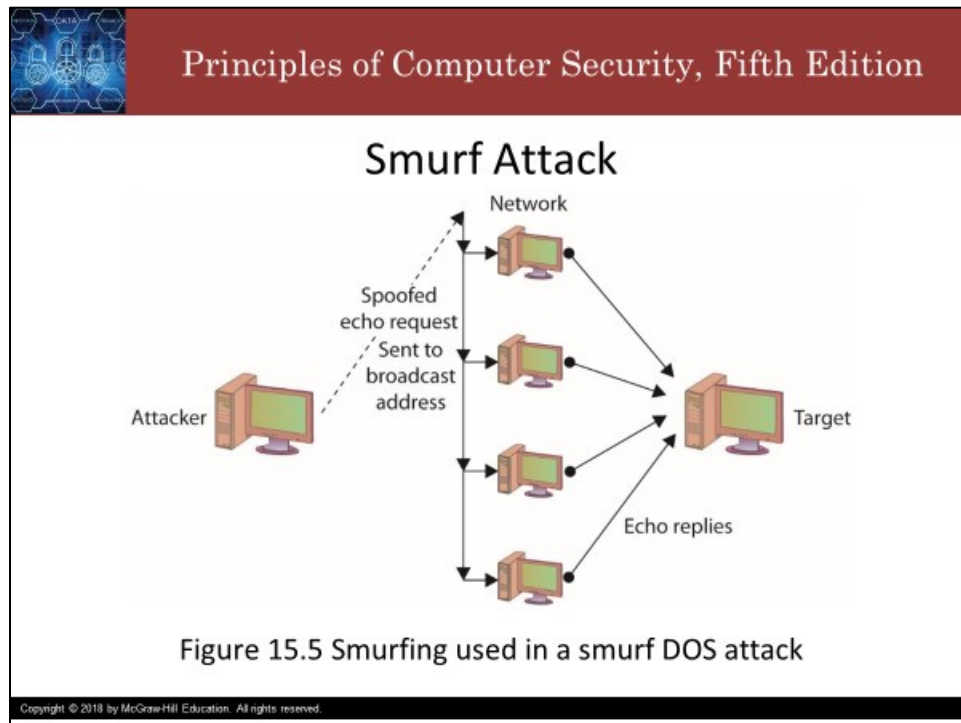 DATA
Principles of Computer Security, Fifth Edition
Smurf Attack
Network
Spoofed
echo request
Sent to
broadcast
address
Attacker
Target
Echo replies
Figure 15.5 Smurfing used in a smurf DOS attack
Copyright © 2018 by McGraw-Hill Education. All rights reserved.